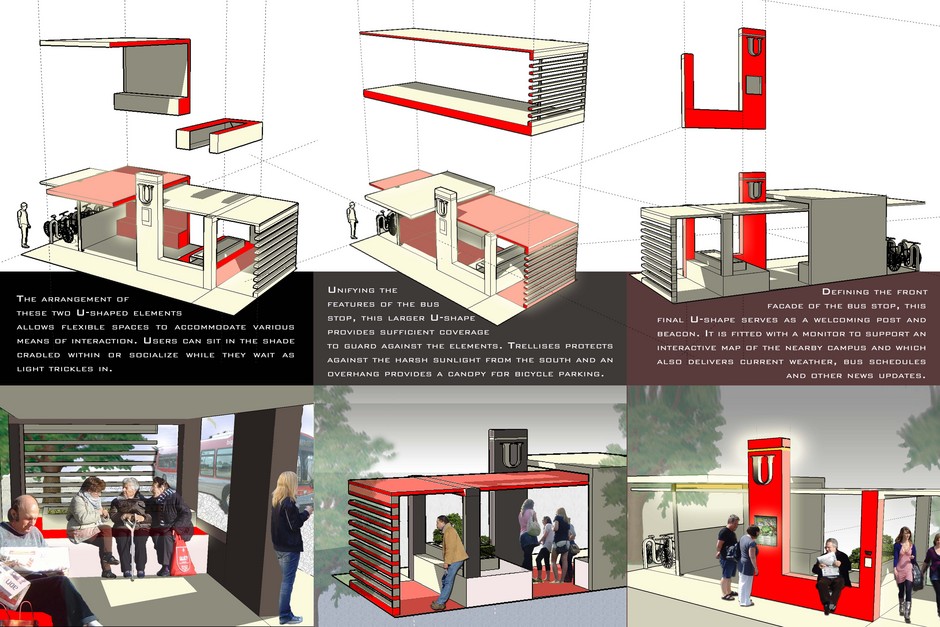 U
U
U
U
U
The arrangement of
these two U-shaped elements
allows flexible spaces to accommodate various
means of interaction. Users can sit in the shade
cradled within or socialize while they wait as
light trickles in.
Unifying the
features of the bus
stop, this larger U-shape
provides sufficient coverage
to guard against the elements. Trellises protects
against the harsh sunlight from the south and an
overhang provides a canopy for bicycle parking.
Defining the front
facade of the bus stop, this
final U-shape serves as a welcoming post and
beacon. It is fitted with a monitor to support an
interactive map of the nearby campus and which
also delivers current weather, bus schedules
and other news updates.
U
U